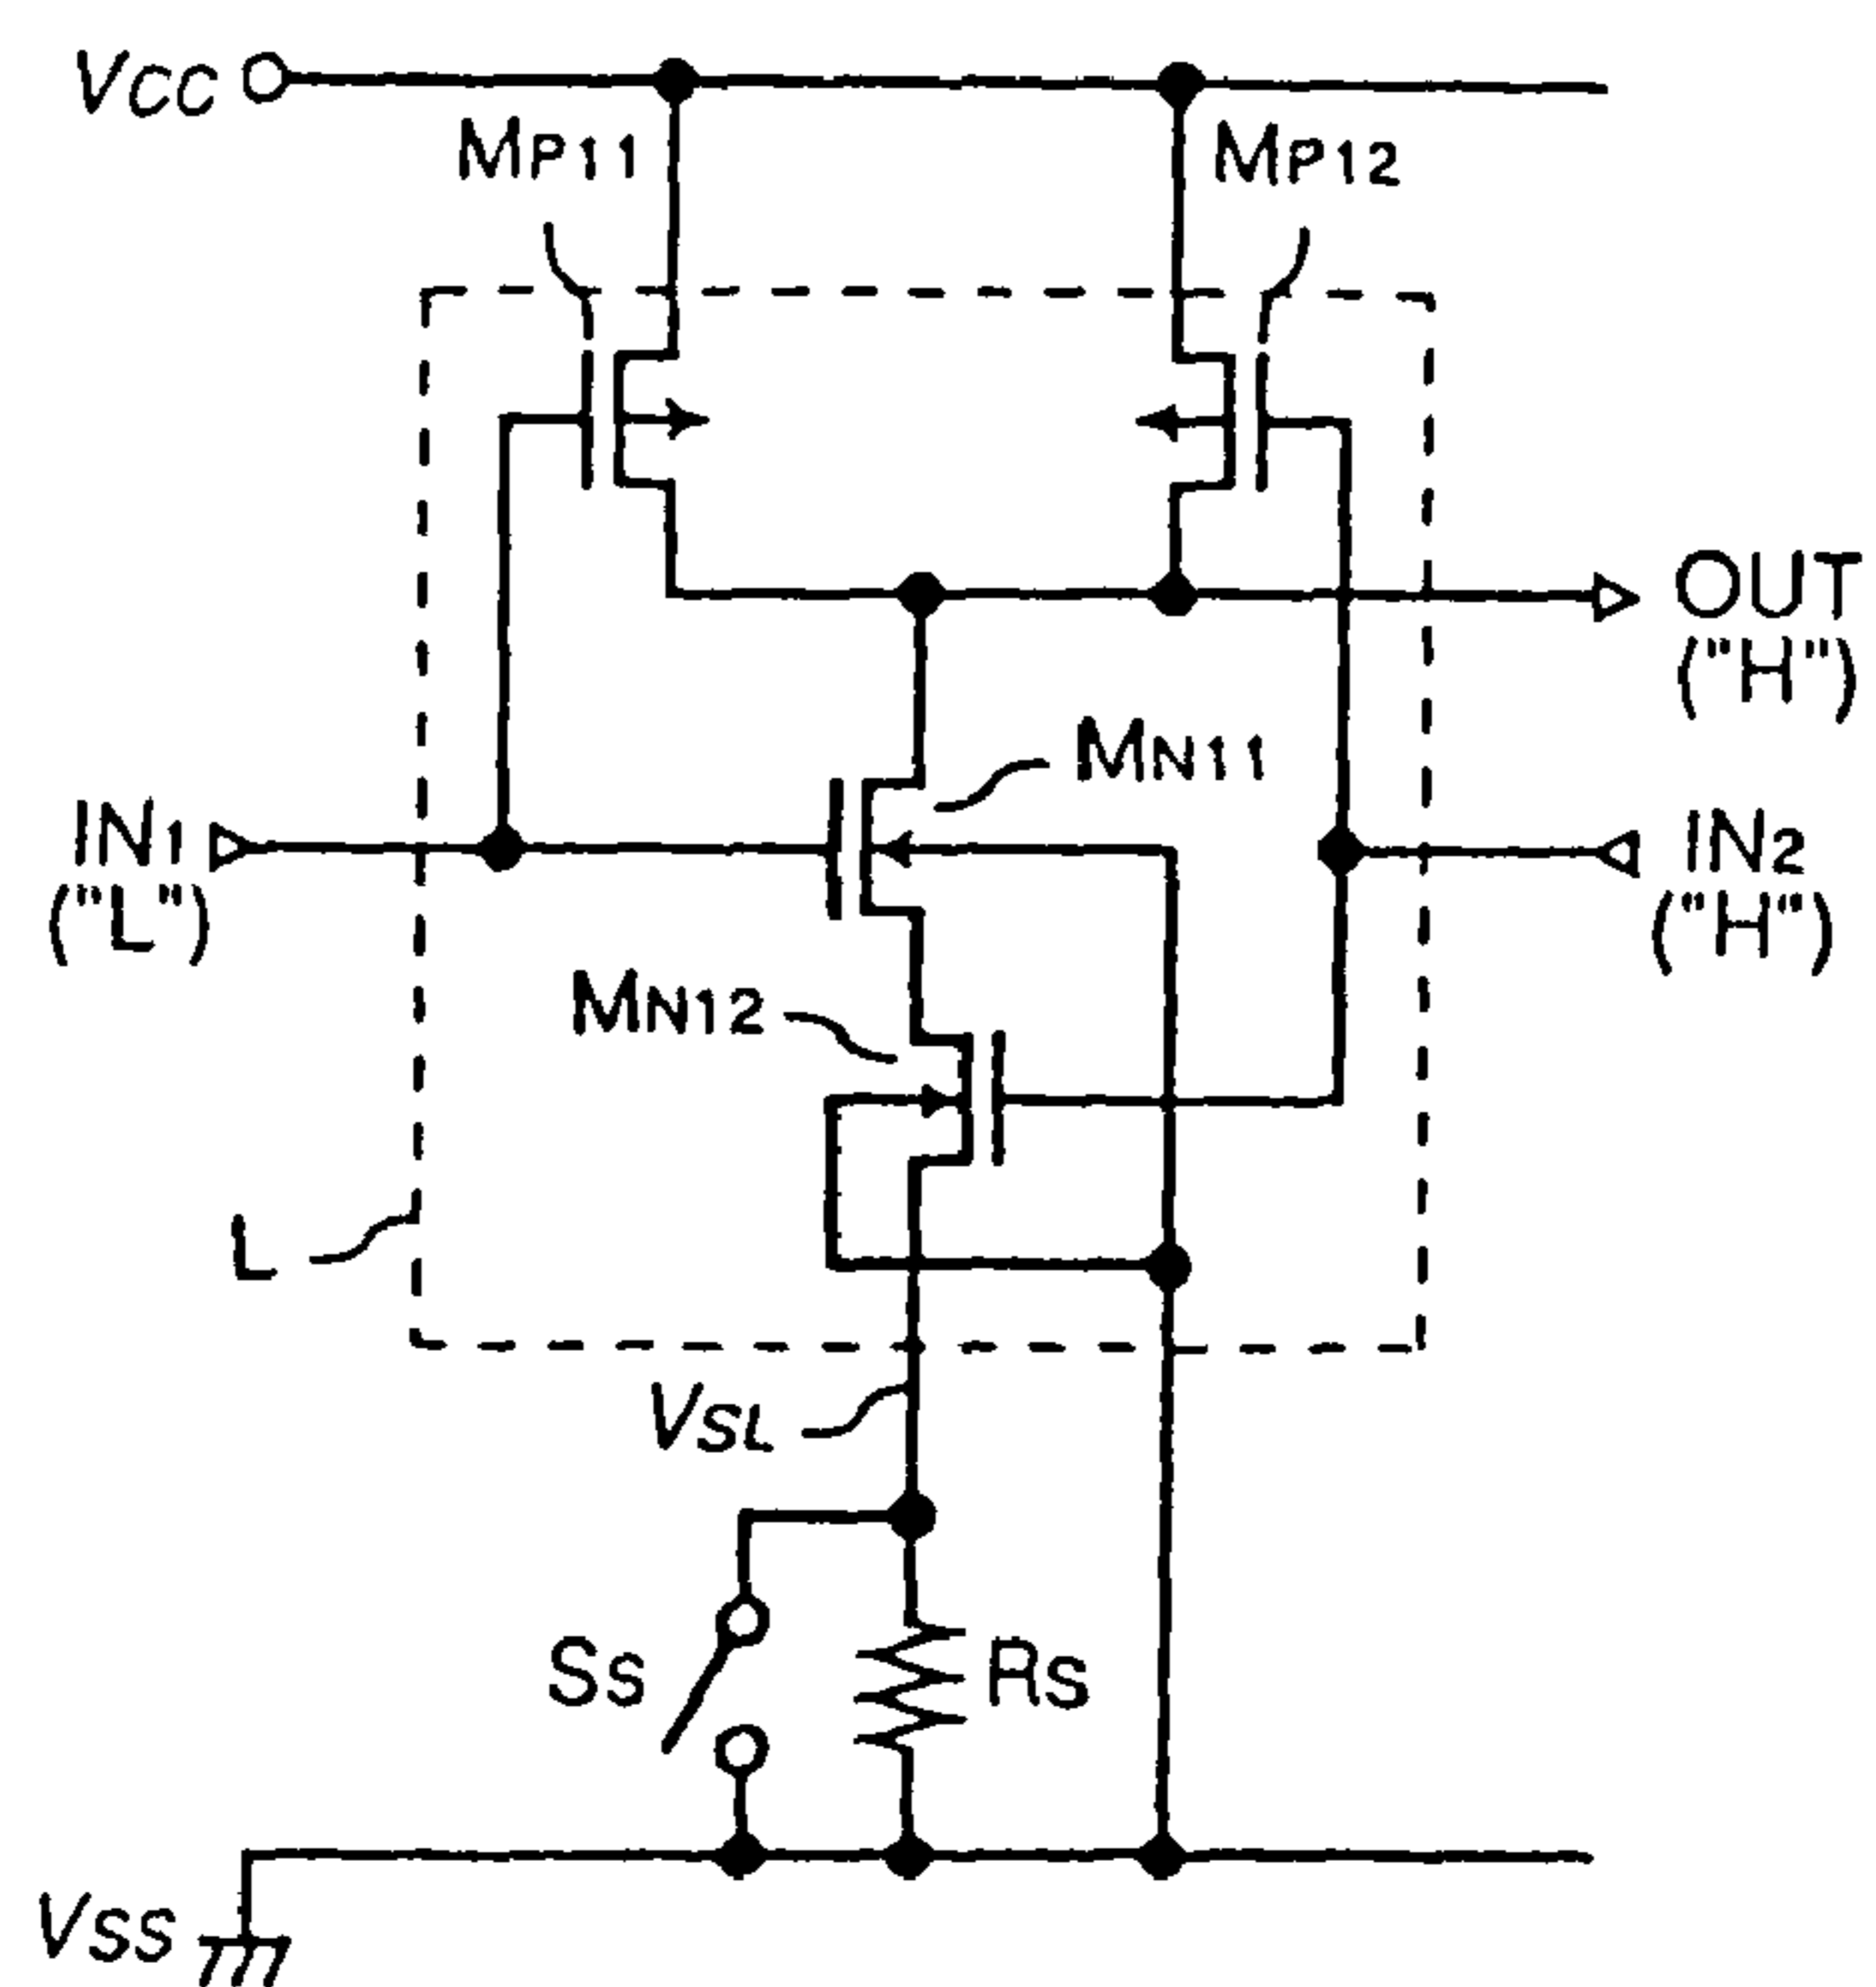 VCC
MP11
MP12
OUT
("H")
MN11
IN1
("L")
IN2
("H")
MN12
L
VSL
SS
RS
VSS